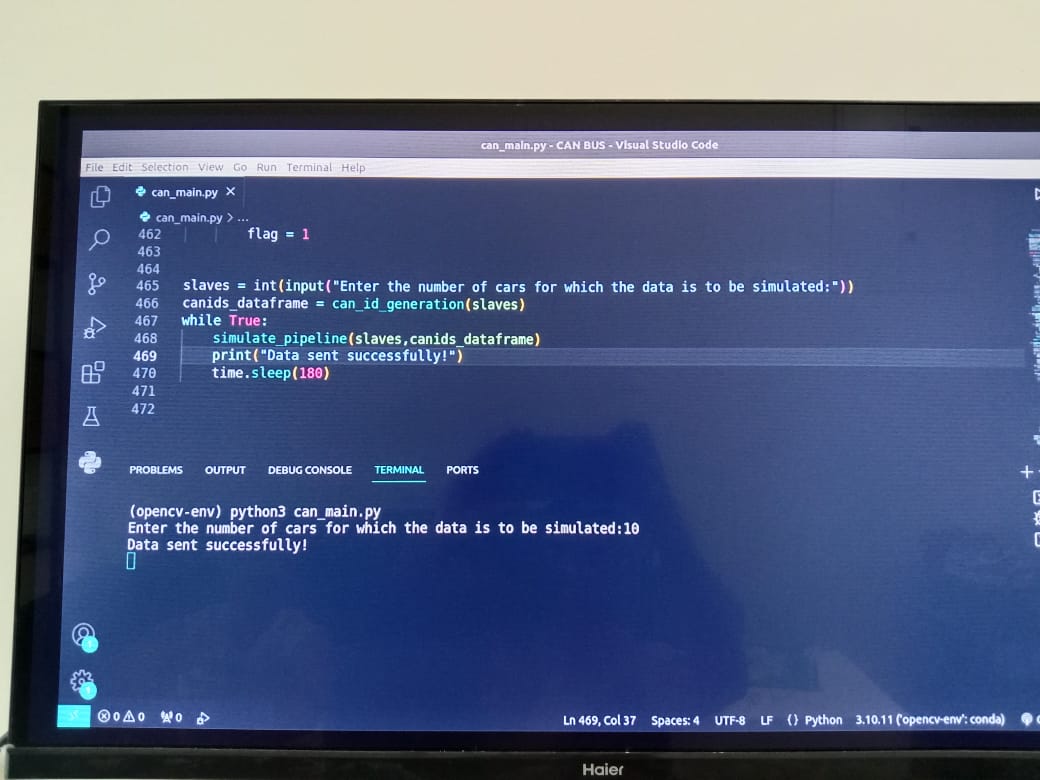 can_main.py - CAN BUS - Visual Studio Code
File Edit Selection View Go Run Terminal Help
can_main.py
can_main.py > ...
462 flag = 1
463
464
465 slaves = int(input("Enter the number of cars for which the data is to be simulated:"))
466 canids_dataframe = can_id_generation(slaves)
467 while True:
468 simulate_pipeline(slaves,canids_dataframe)
469 print("Data sent successfully!")
470 time.sleep(180)
471
472
PROBLEMS OUTPUT DEBUG CONSOLE TERMINAL PORTS
(opencv-env) python3 can_main.py
Enter the number of cars for which the data is to be simulated:10
Data sent successfully!
0 0 0 Ln 469, Col 37 Spaces: 4 UTF-8 LF {} Python 3.10.11 ('opencv-env': conda)
Haier